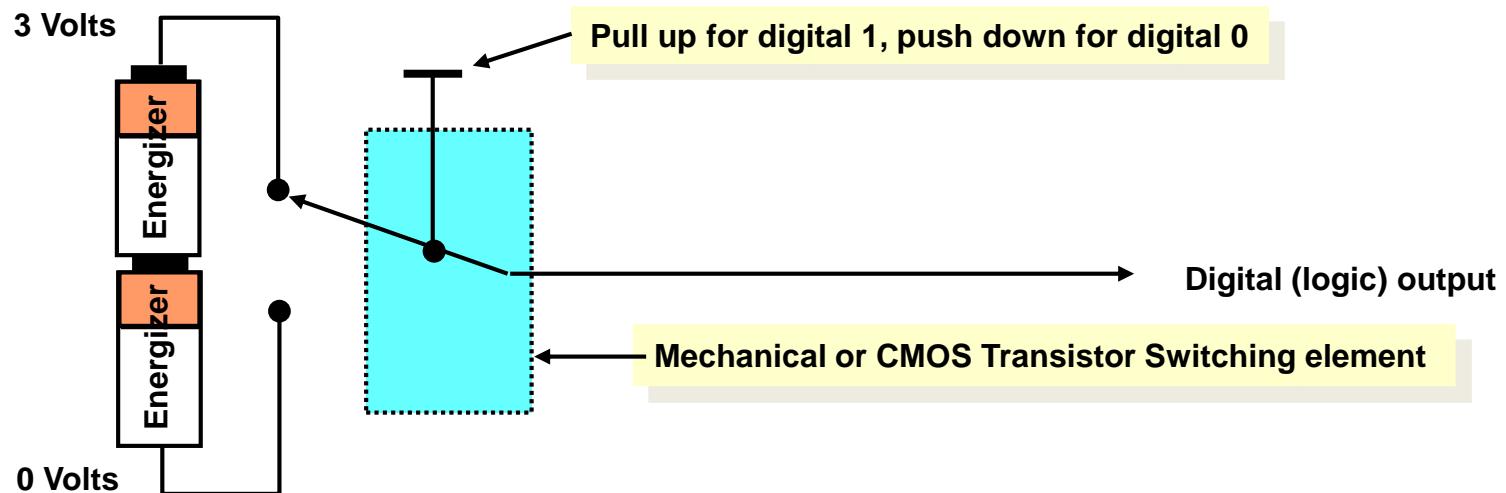 3 Volts
Pull up for digital 1, push down for digital 0
Energizer
Digital (logic) output
Energizer
Mechanical or CMOS Transistor Switching element
0 Volts